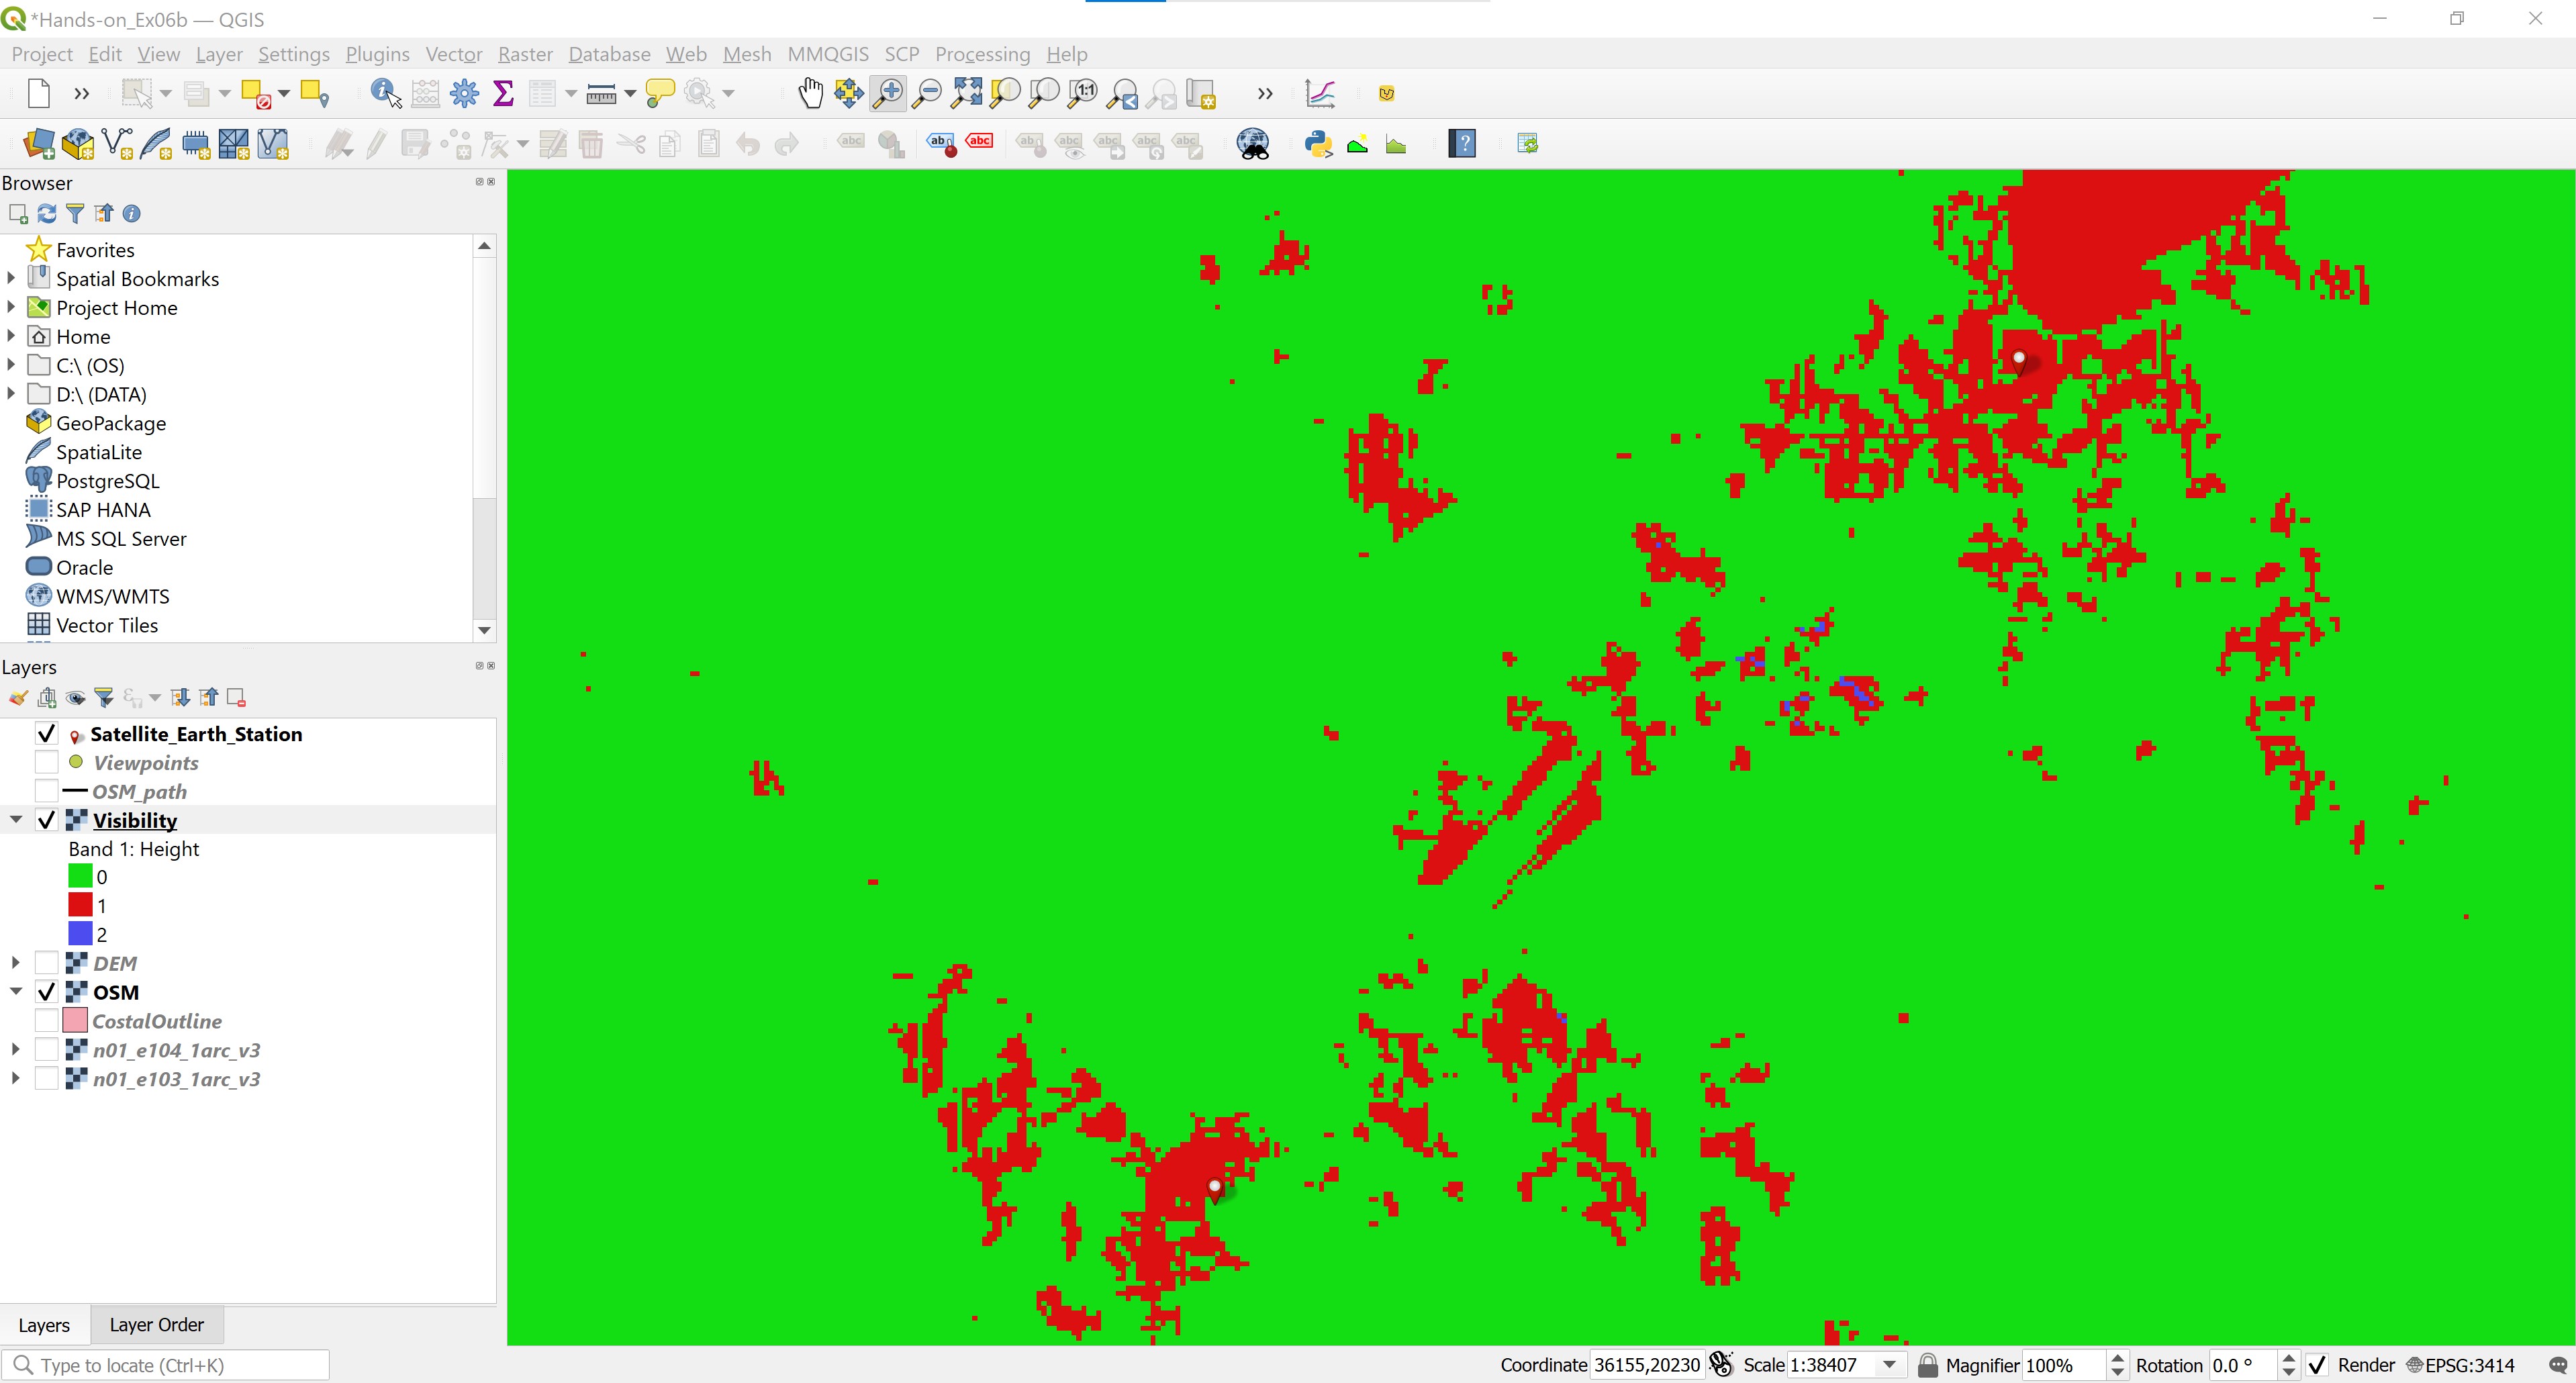 *Hands-on_Ex06b — QGIS
Project Edit View Layer Settings Plugins Vector Raster Database Web Mesh MMQGIS SCP Processing Help
Browser
Favorites
Spatial Bookmarks
Project Home
Home
C:\ (OS)
D:\ (DATA)
GeoPackage
SpatiaLite
PostgreSQL
SAP HANA
MS SQL Server
Oracle
WMS/WMTS
Vector Tiles
Layers
Satellite_Earth_Station
Viewpoints
OSM_path
Visibility
Band 1: Height
0
1
2
DEM
OSM
CostalOutline
n01_e104_1arc_v3
n01_e103_1arc_v3
Layers Layer Order
Type to locate (Ctrl+K) Coordinate 36155,20230 Scale 1:38407 Magnifier 100% Rotation 0.0 ° Render EPSG:3414